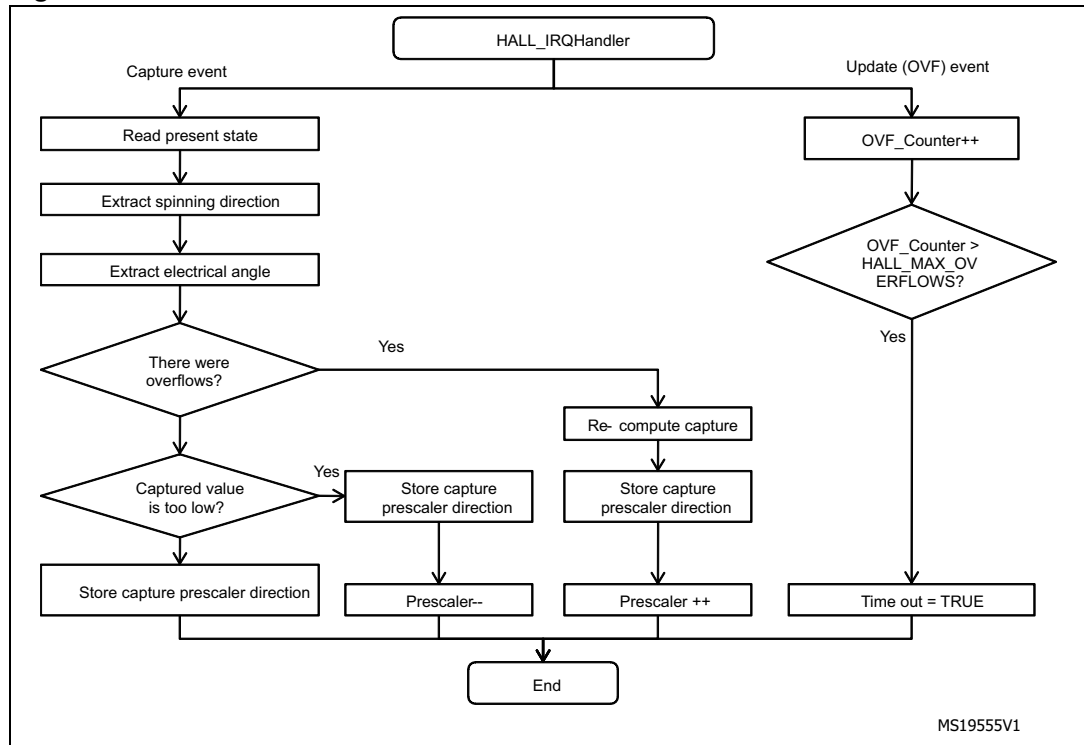 HALL_IRQHandler
Capture event
Update (OVF) event
Read present state
OVF_Counter++
Extract spinning direction
OVF_Counter >
HALL_MAX_OV
ERFLOWS?
Extract electrical angle
Yes
Yes
There were
overflows?
Re- compute capture
Yes
Captured value
is too low?
Store capture
prescaler direction
Store capture
prescaler direction
Store capture prescaler direction
Prescaler--
Prescaler ++
Time out = TRUE
End
MS19555V1